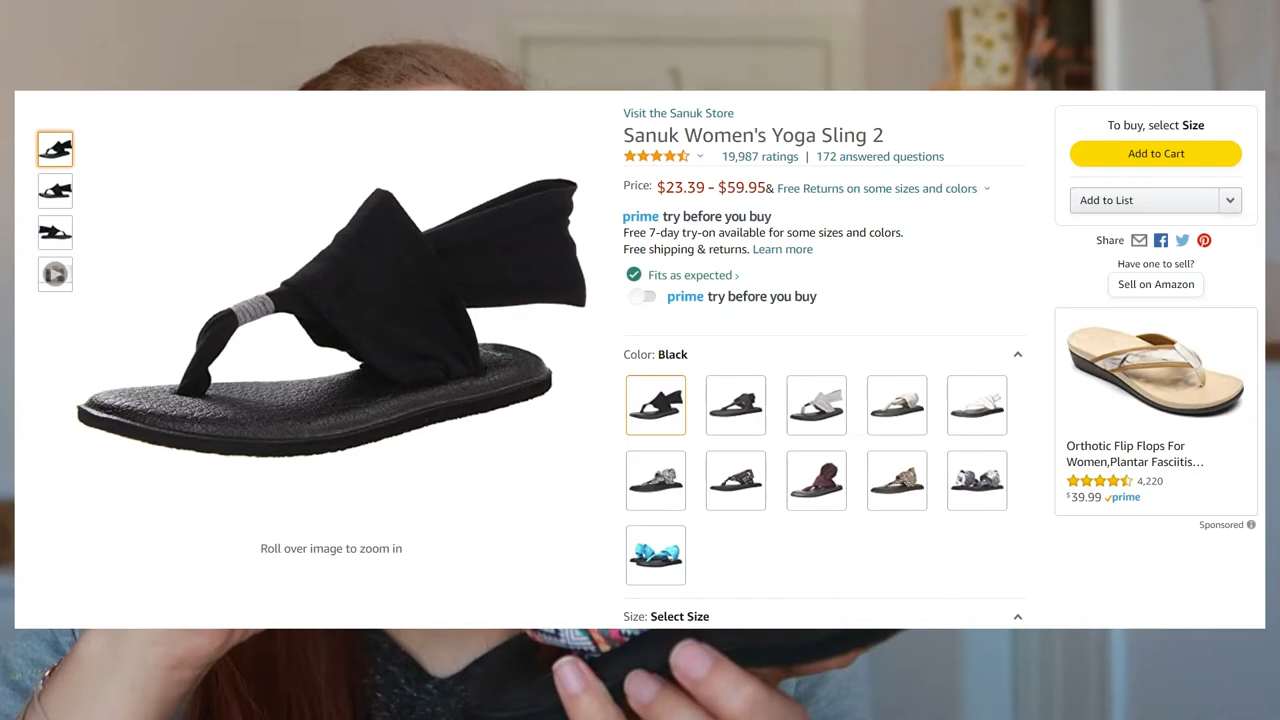 Visit the Sanuk Store
Sanuk Women's Yoga Sling 2
19,987 ratings | 172 answered questions
Price: $23.39 - $59.95& Free Returns on some sizes and colors
prime try before you buy
Free 7-day try-on available for some sizes and colors.
Free shipping & returns. Learn more
Fits as expected ›
prime try before you buy
Color: Black
Size: Select Size
Roll over image to zoom in
To buy, select Size
Add to Cart
Add to List
Share
Have one to sell?
Sell on Amazon
Orthotic Flip Flops For
Women,Plantar Fasciitis…
4,220
$39.99 prime
Sponsored